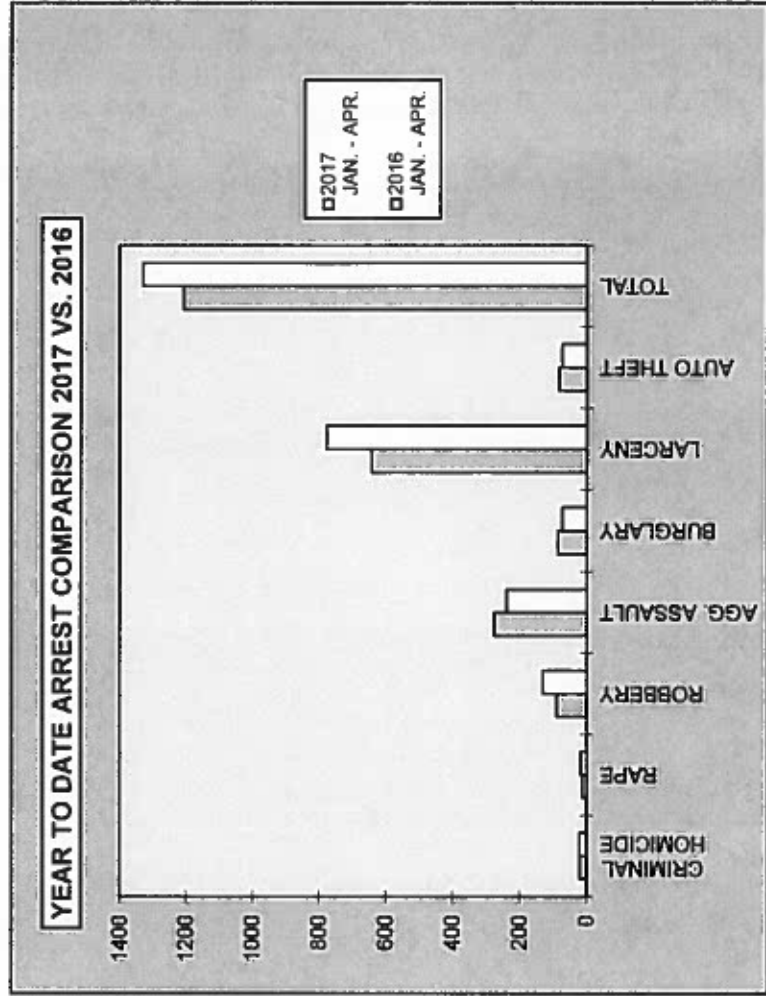 YEAR TO DATE ARREST COMPARISON 2017 VS. 2016
1400
1200
1000
800
600
400
200
0
CRIMINAL
HOMICIDE
RAPE
ROBBERY
AGG. ASSAULT
BURGLARY
LARCENY
AUTO THEFT
TOTAL
2017
JAN. - APR.
2016
JAN. - APR.